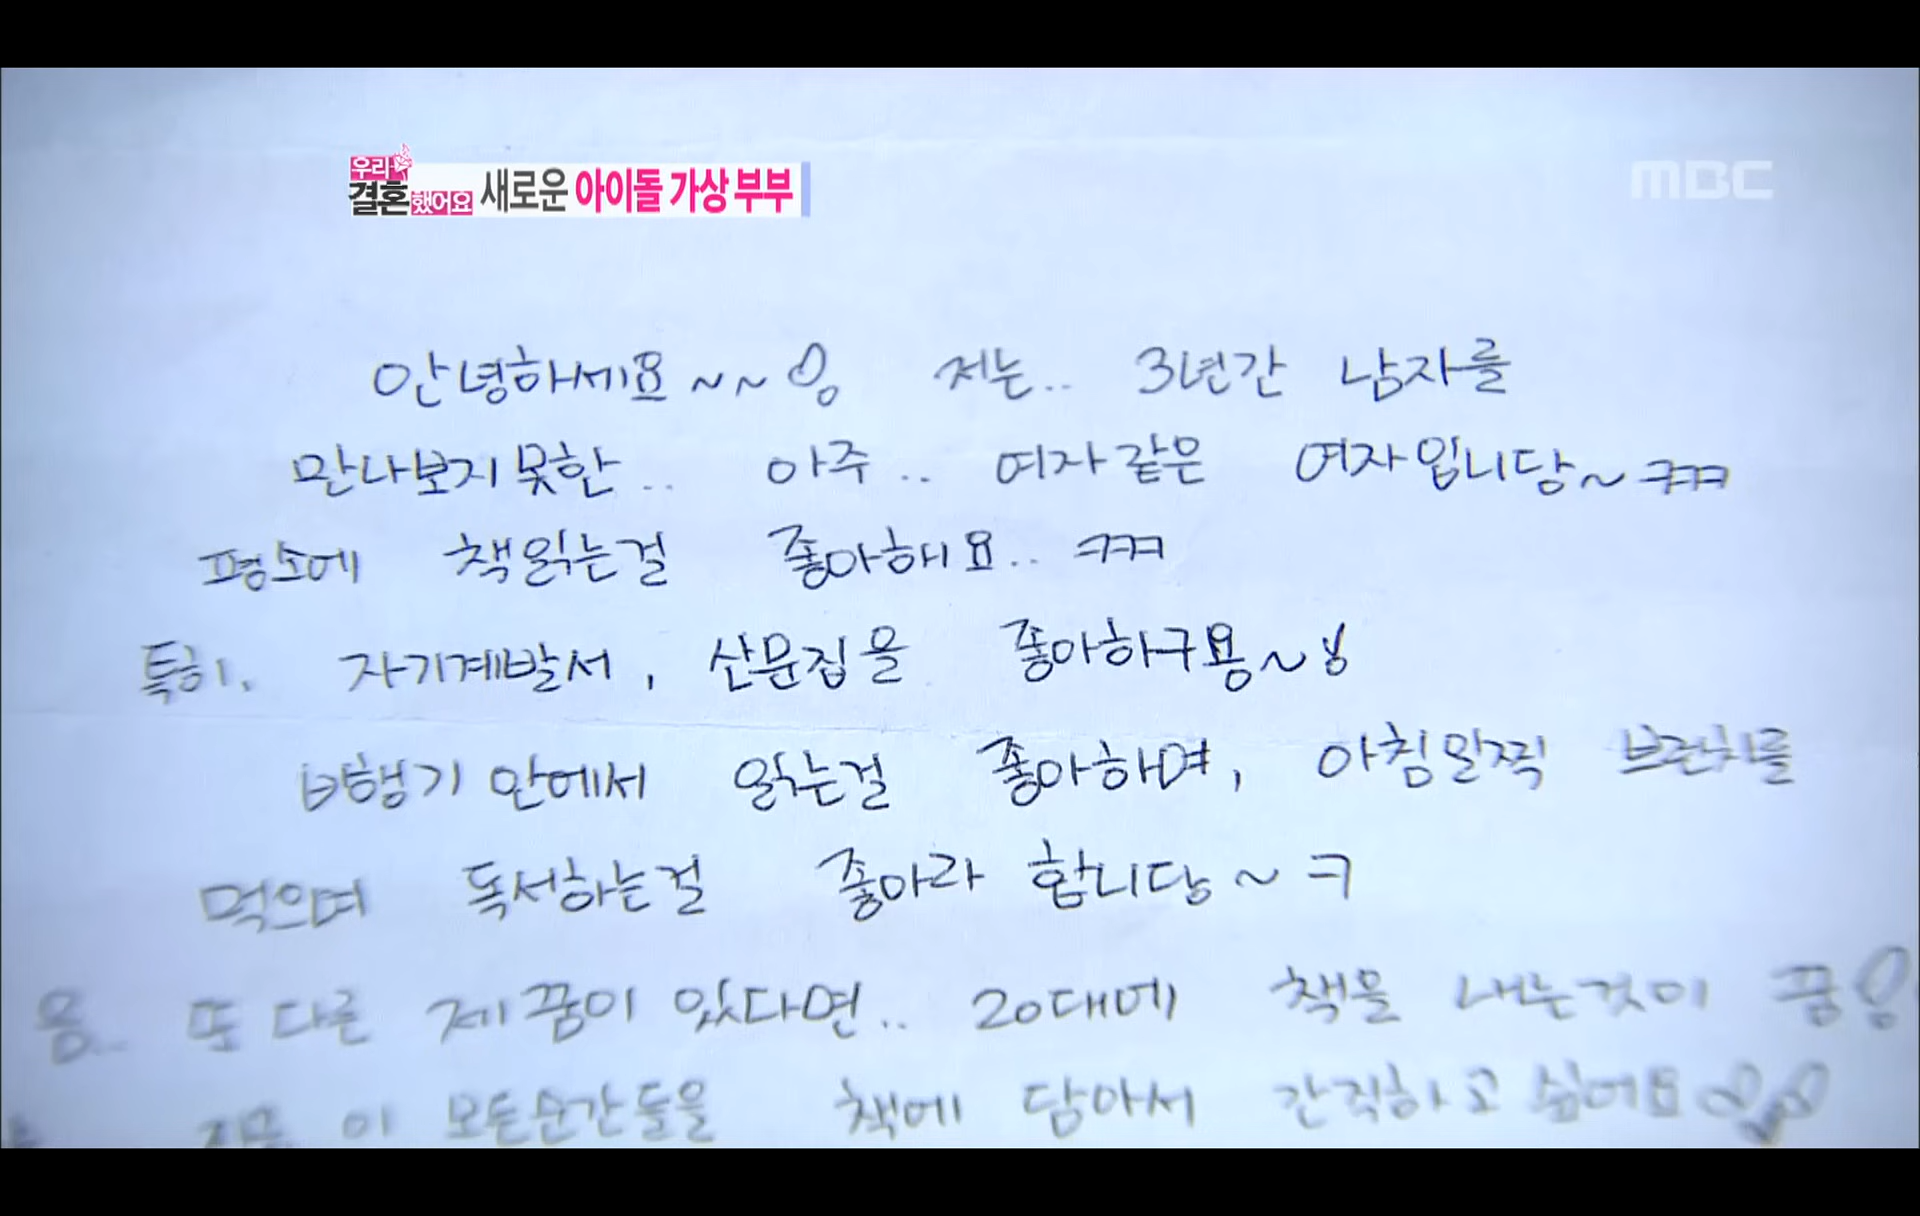 우리 결혼했어요 새로운 아이돌 가상 부부
MBC
안녕하세요~~ 저는.. 3년간 남자를
만나보지못한.. 아주.. 여자같은 여자입니당~ ㅋㅋㅋ
평소에 책읽는걸 좋아해요.. ㅋㅋㅋ
특히, 자기계발서, 산문집을 좋아하구용~
비행기 안에서 읽는걸 좋아하며, 아침일찍 브런치를
먹으며 독서하는걸 좋아라 합니당~ ㅋ
음.. 또 다른 제꿈이 있다면.. 20대에 책을 내는것이 꿈
이 모든순간들을 책에 담아서 간직하고 싶어요